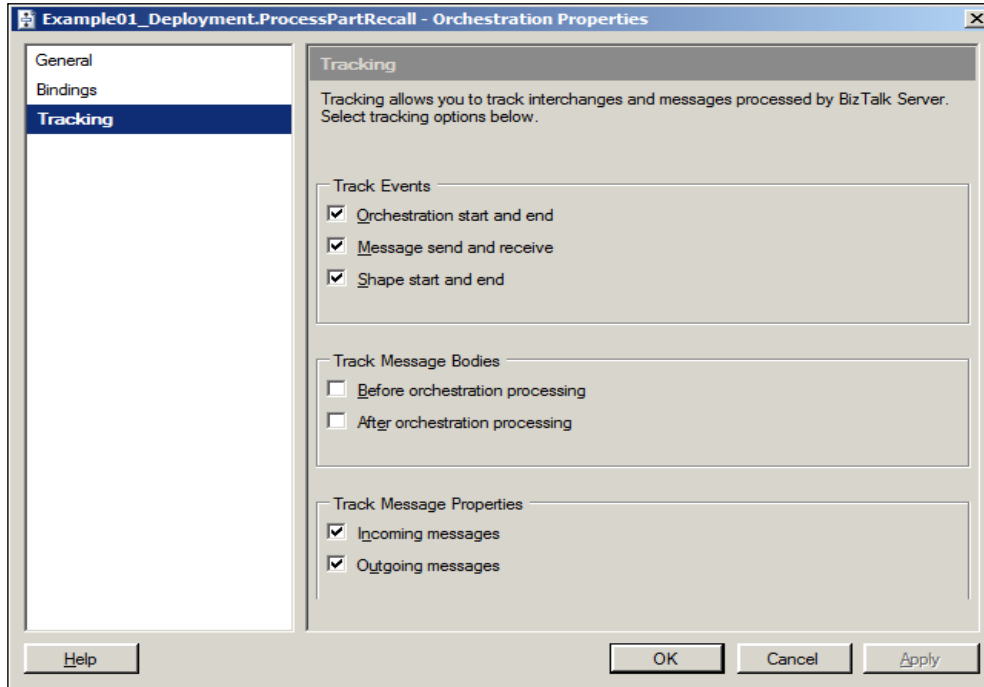 Example01_Deployment.ProcessPartRecall - Orchestration Properties
General
Bindings
Tracking
Tracking
Tracking allows you to track interchanges and messages processed by BizTalk Server.
Select tracking options below.
Track Events
Orchestration start and end
Message send and receive
Shape start and end
Track Message Bodies
Before orchestration processing
After orchestration processing
Track Message Properties
Incoming messages
Outgoing messages
Help
OK
Cancel
Apply